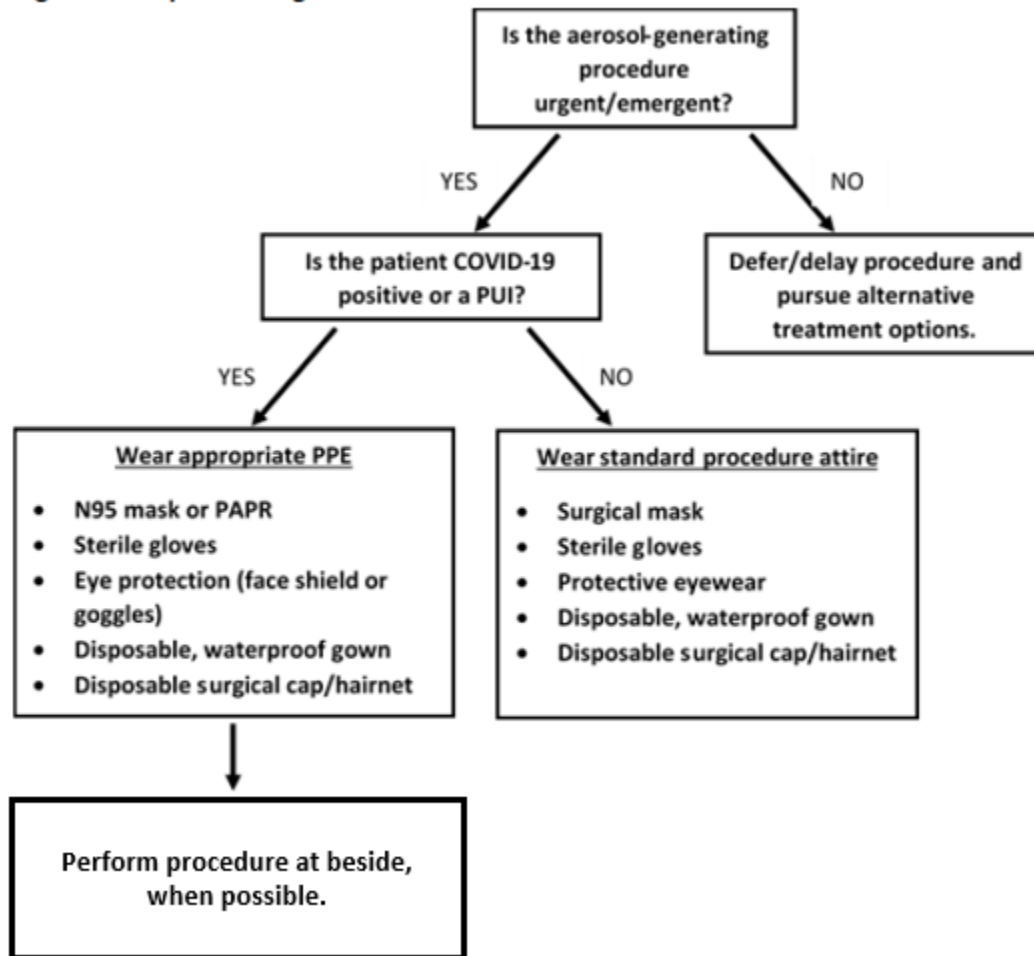 Is the aerosol-generating
procedure
urgent/emergent?
YES
NO
Is the patient COVID-19
positive or a PUI?
Defer/delay procedure and
pursue alternative
treatment options.
YES
NO
Wear appropriate PPE
• N95 mask or PAPR
• Sterile gloves
• Eye protection (face shield or
goggles)
• Disposable, waterproof gown
• Disposable surgical cap/hairnet
Wear standard procedure attire
• Surgical mask
• Sterile gloves
• Protective eyewear
• Disposable, waterproof gown
• Disposable surgical cap/hairnet
Perform procedure at beside,
when possible.